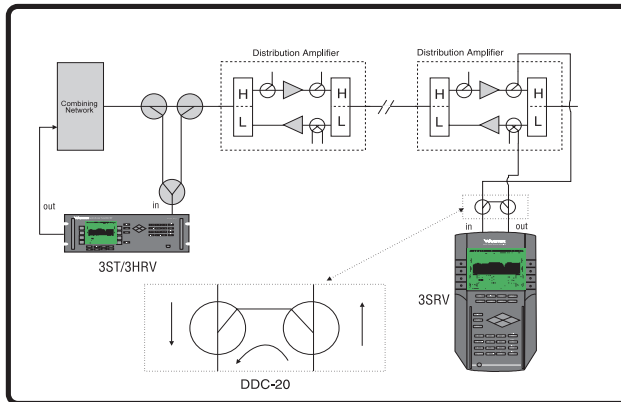 Distribution Amplifier
Distribution Amplifier
Combining
Network
H
L
H
L
H
L
H
L
out
in
3ST/3HRV
in
out
3SRV
DDC-20